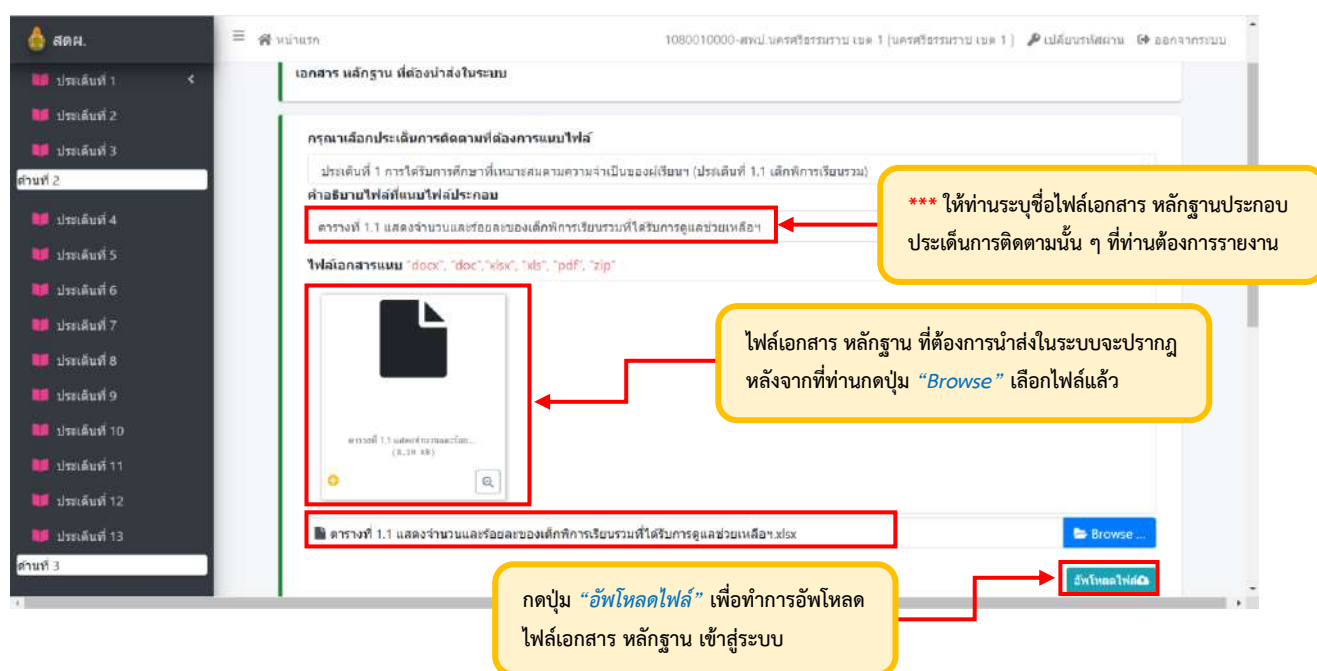 สตผ.
หน้าแรก
1080010000-สพป.นครศรีธรรมราช เขต 1 [นครศรีธรรมราช เขต 1 ]
เปลี่ยนรหัสผ่าน
ออกจากระบบ
ประเด็นที่ 1
ประเด็นที่ 2
ประเด็นที่ 3
ด้านที่ 2
ประเด็นที่ 4
ประเด็นที่ 5
ประเด็นที่ 6
ประเด็นที่ 7
ประเด็นที่ 8
ประเด็นที่ 9
ประเด็นที่ 10
ประเด็นที่ 11
ประเด็นที่ 12
ประเด็นที่ 13
ด้านที่ 3
เอกสาร หลักฐาน ที่ต้องนำส่งในระบบ
กรุณาเลือกประเด็นการติดตามที่ต้องการแนบไฟล์
ประเด็นที่ 1 การได้รับการศึกษาที่เหมาะสมตามความจำเป็นของผู้เรียนฯ (ประเด็นที่ 1.1 เด็กพิการเรียนรวม)
คำอธิบายไฟล์ที่แนบไฟล์ประกอบ
ตารางที่ 1.1 แสดงจำนวนและร้อยละของเด็กพิการเรียนรวมที่ได้รับการดูแลช่วยเหลือฯ
*** ให้ท่านระบุชื่อไฟล์เอกสาร หลักฐานประกอบ
ประเด็นการติดตามนั้น ๆ ที่ท่านต้องการรายงาน
ไฟล์เอกสารแนบ "docx", "doc","xlsx", "xls", "pdf", "zip"
ไฟล์เอกสาร หลักฐาน ที่ต้องการนำส่งในระบบจะปรากฏ
หลังจากที่ท่านกดปุ่ม “Browse” เลือกไฟล์แล้ว
ตารางที่ 1.1 แสดงจำนวนและร้อย...
ตารางที่ 1.1 แสดงจำนวนและร้อยละของเด็กพิการเรียนรวมที่ได้รับการดูแลช่วยเหลือฯ.xlsx
Browse ...
อัพโหลดไฟล์
กดปุ่ม “อัพโหลดไฟล์” เพื่อทำการอัพโหลด
ไฟล์เอกสาร หลักฐาน เข้าสู่ระบบ